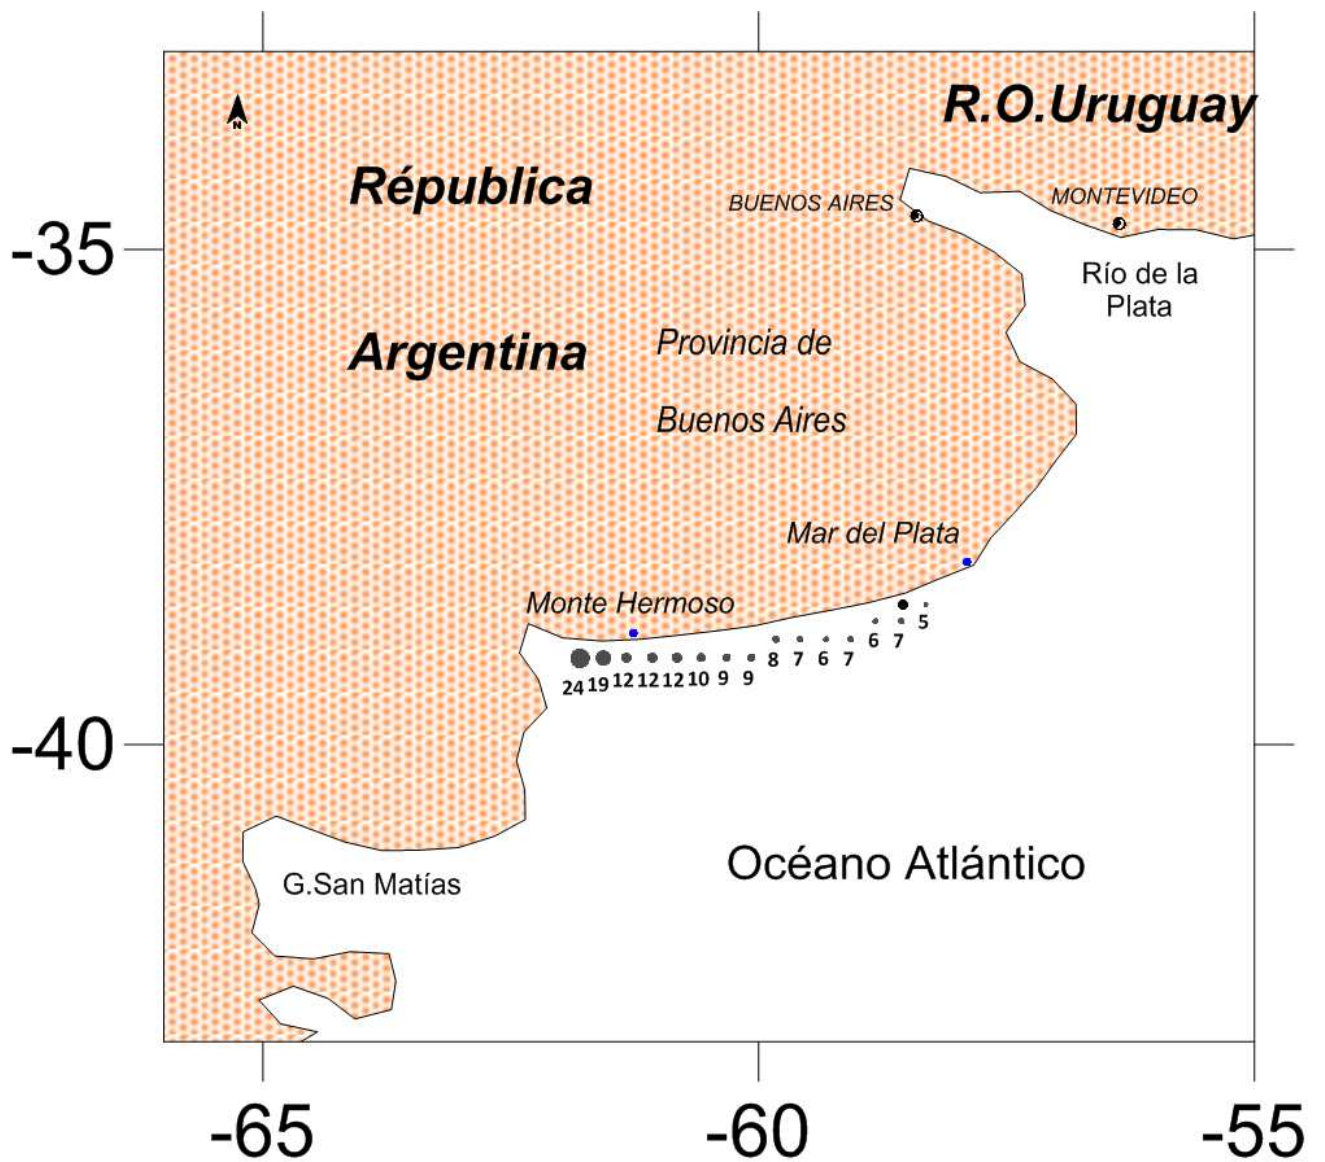 R.O.Uruguay
N
Républica
BUENOS AIRES
MONTEVIDEO
-35
Río de la
Plata
Argentina
Provincia de
Buenos Aires
Mar del Plata
Monte Hermoso
5
6 7
8 7 6 7
24 19 12 12 12 10 9 9
-40
Océano Atlántico
G.San Matías
-65 -60 -55